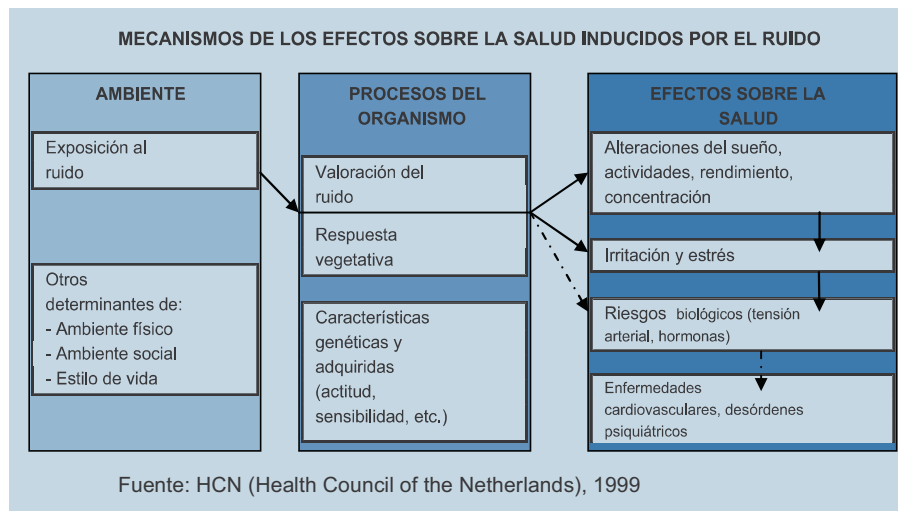 MECANISMOS DE LOS EFECTOS SOBRE LA SALUD INDUCIDOS POR EL RUIDO
AMBIENTE
Exposición al
ruido
Otros
determinantes de:
- Ambiente físico
- Ambiente social
- Estilo de vida
PROCESOS DEL
ORGANISMO
Valoración del
ruido
Respuesta
vegetativa
Características
genéticas y
adquiridas
(actitud,
sensibilidad, etc.)
EFECTOS SOBRE LA
SALUD
Alteraciones del sueño,
actividades, rendimiento,
concentración
Irritación y estrés
Riesgos biológicos (tensión
arterial, hormonas)
Enfermedades
cardiovasculares, desórdenes
psiquiátricos
Fuente: HCN (Health Council of the Netherlands), 1999